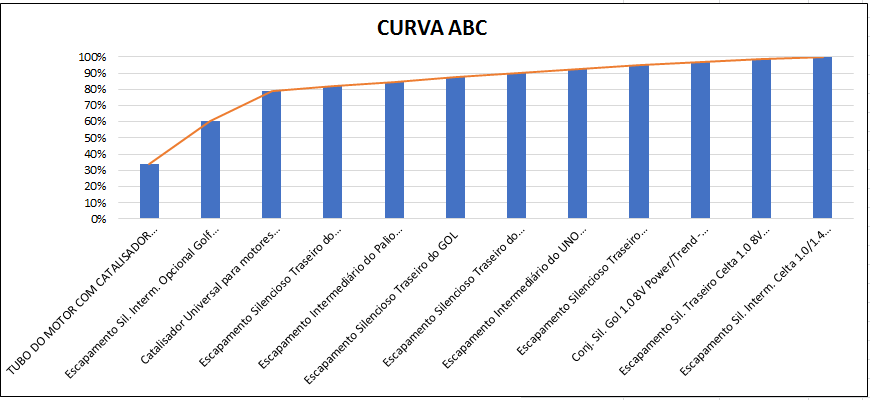 CURVA ABC
100%
90%
80%
70%
60%
50%
40%
30%
20%
10%
0%
TUBO DO MOTOR COM CATALISADOR...
Escapamento Sil. Interm. Opcional Golf...
Catalisador Universal para motores...
Escapamento Silencioso Traseiro do...
Escapamento Intermediário do Palio...
Escapamento Silencioso Traseiro do GOL
Escapamento Silencioso Traseiro do...
Escapamento Intermediário do UNO...
Escapamento Silencioso Traseiro...
Conj. Sil. Gol 1.0 8V Power/Trend -...
Escapamento Sil. Traseiro Celta 1.0 8V...
Escapamento Sil. Interm. Celta 1.0/1.4...